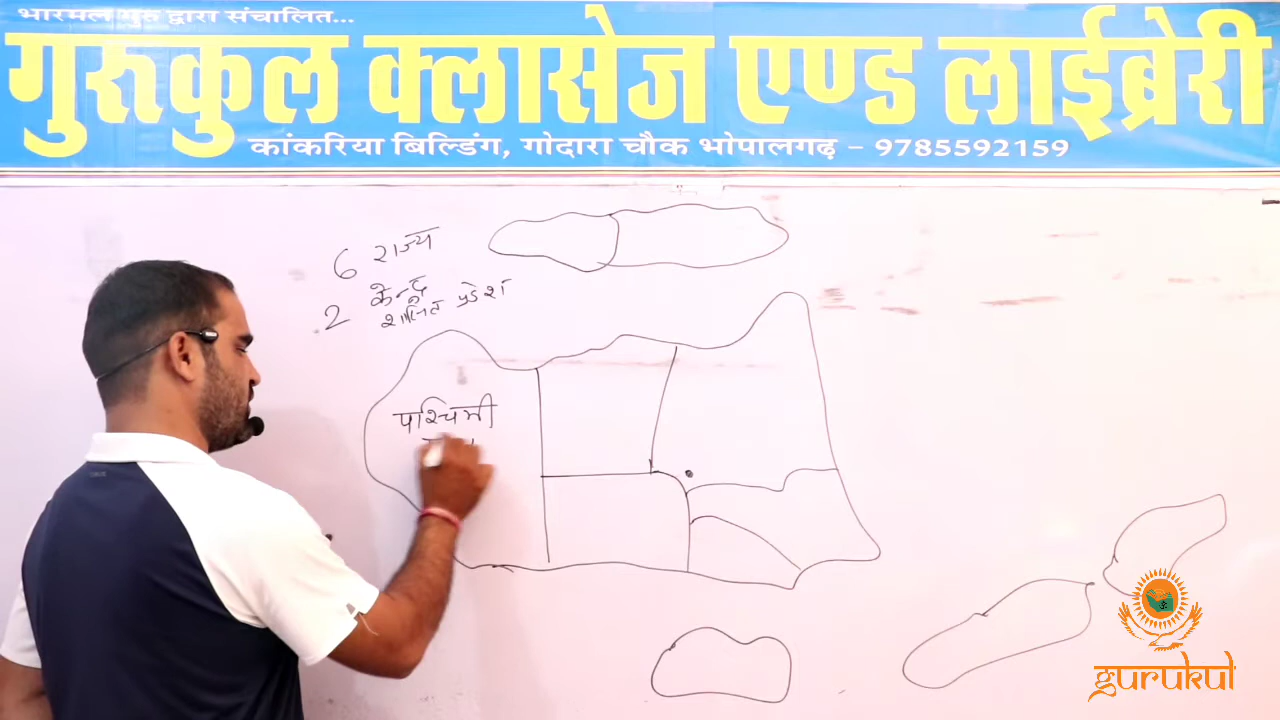 भारमल गुरु द्वारा संचालित...
गुरुकुल क्लासेज एण्ड लाईब्रेरी
कांकरिया बिल्डिंग, गोदारा चौक भोपालगढ़ – 9785592159
6 राज्य
2 केन्द्र
शासित प्रदेश
पश्चिमी
gurukul